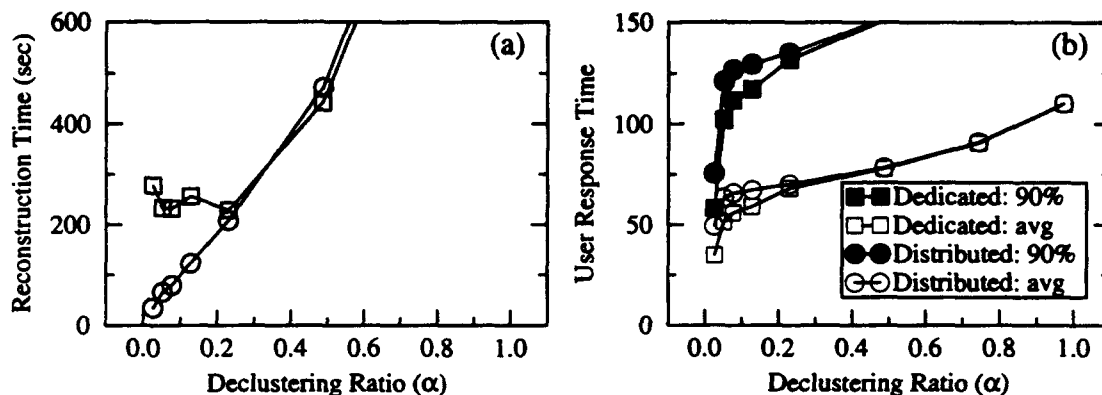 (a)
Reconstruction Time (sec)
600
400
200
0
0.0 0.2 0.4 0.6 0.8 1.0
Declustering Ratio (α)
(b)
User Response Time
150
100
50
0
0.0 0.2 0.4 0.6 0.8 1.0
Declustering Ratio (α)
Dedicated: 90%
Dedicated: avg
Distributed: 90%
Distributed: avg